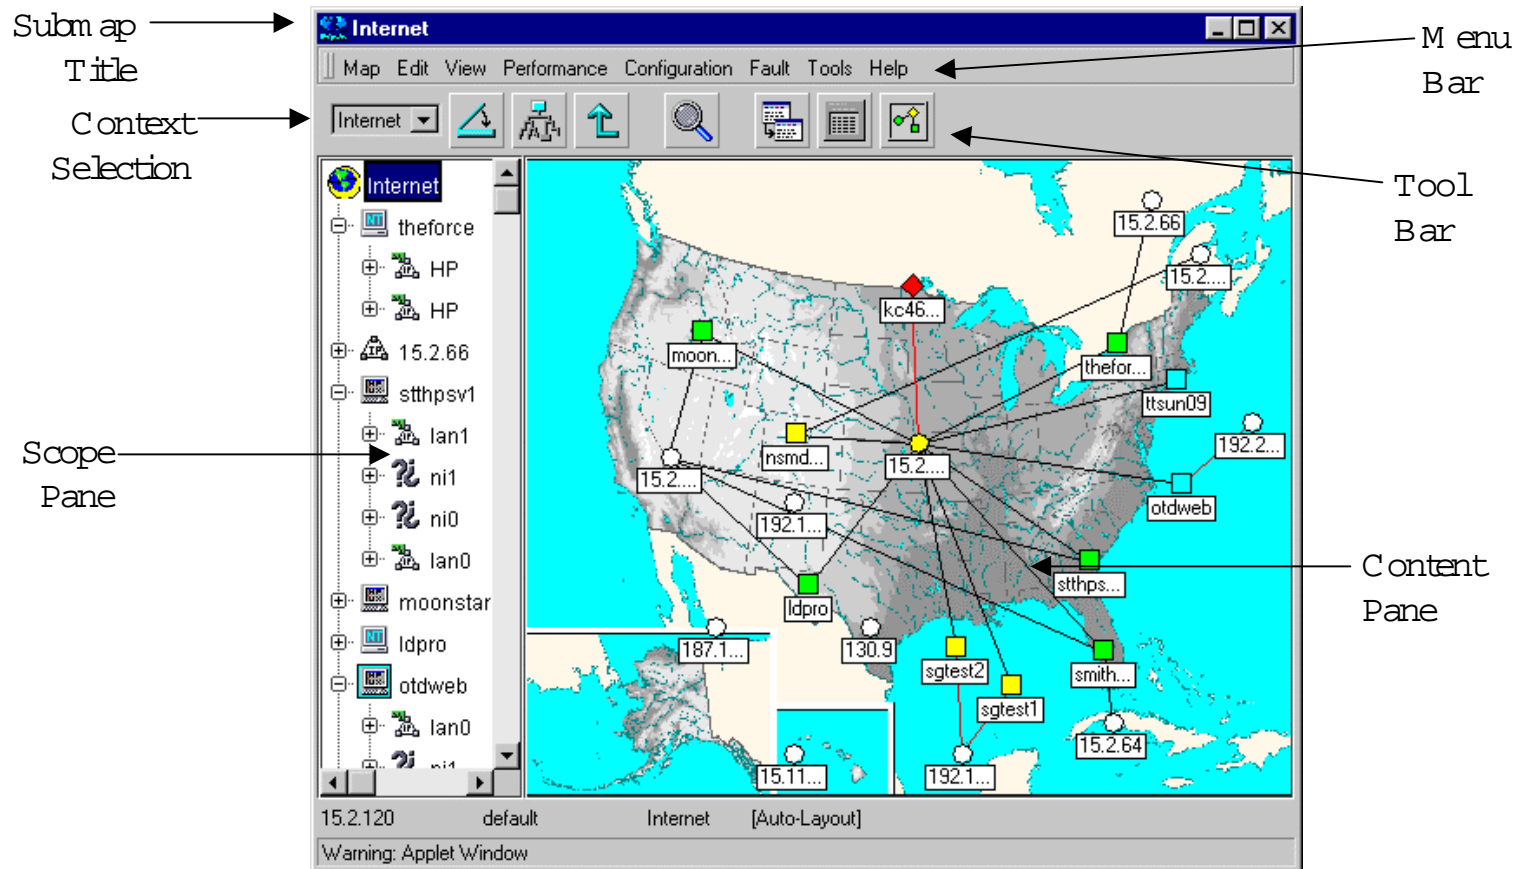 Submap
Title
Context
Selection
Scope
Pane
Menu
Bar
Tool
Bar
Content
Pane
Internet
Map Edit View Performance Configuration Fault Tools Help
Internet
Internet
theforce
HP
HP
15.2.66
stthpsv1
lan1
ni1
ni0
lan0
moonstar
ldpro
otdweb
lan0
ni1
15.2.66
15.2....
kc46...
moon...
thefor...
ttsun09
nsmd...
15.2....
192.2...
15.2....
otdweb
192.1...
stthps...
ldpro
187.1...
130.9
sgtest2
smith...
sgtest1
15.2.64
15.11...
192.1...
15.2.120 default Internet [Auto-Layout]
Warning: Applet Window